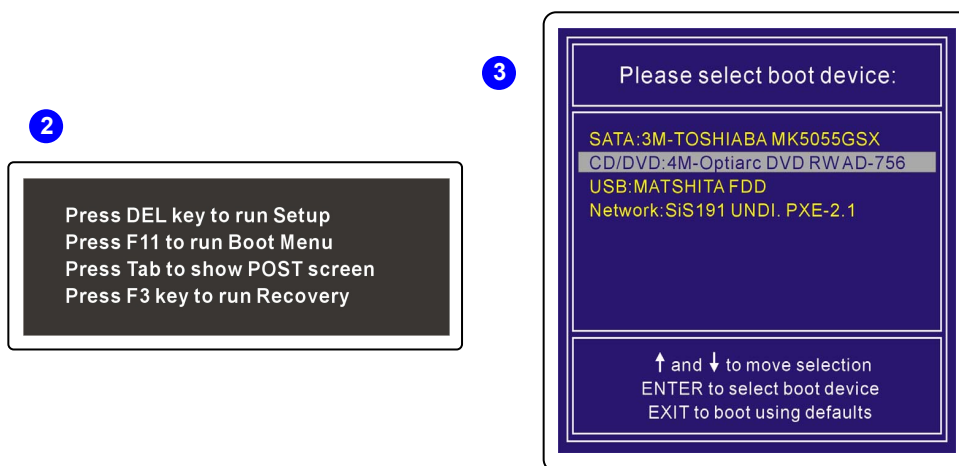 2
Press DEL key to run Setup
Press F11 to run Boot Menu
Press Tab to show POST screen
Press F3 key to run Recovery
3
Please select boot device:
SATA:3M-TOSHIABA MK5055GSX
CD/DVD:4M-Optiarc DVD RW AD-756
USB:MATSHITA FDD
Network:SiS191 UNDI. PXE-2.1
↑ and ↓ to move selection
ENTER to select boot device
EXIT to boot using defaults